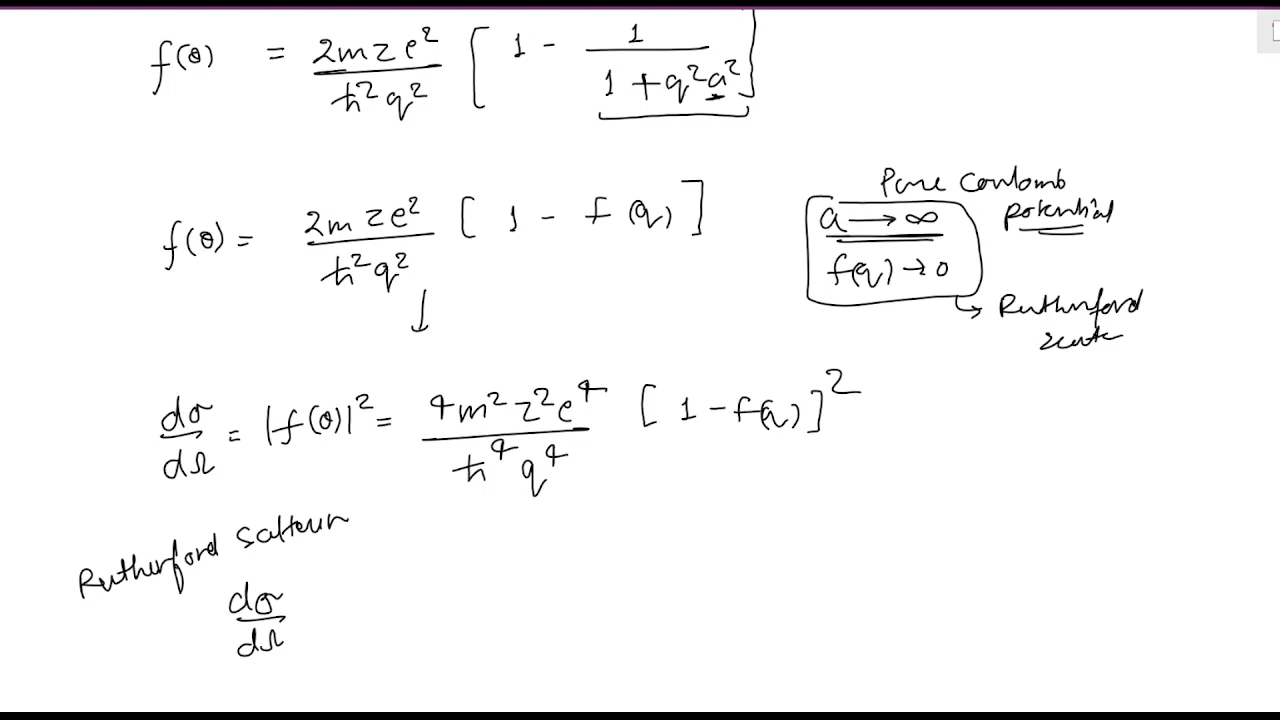 f(θ) = 2mze²/ħ²q² [1 - 1/(1 + q²a²)]
Pure Coulomb
potential
a → ∞
f(θ) = 2mze²/ħ²q² [1 - f(q)]
f(q) → 0
↓
↳ Rutherford
dσ/dΩ = |f(θ)|² = 4m²z²e⁴/ħ⁴q⁴ [1 - f(q)]²
Rutherford
dσ/dΩ